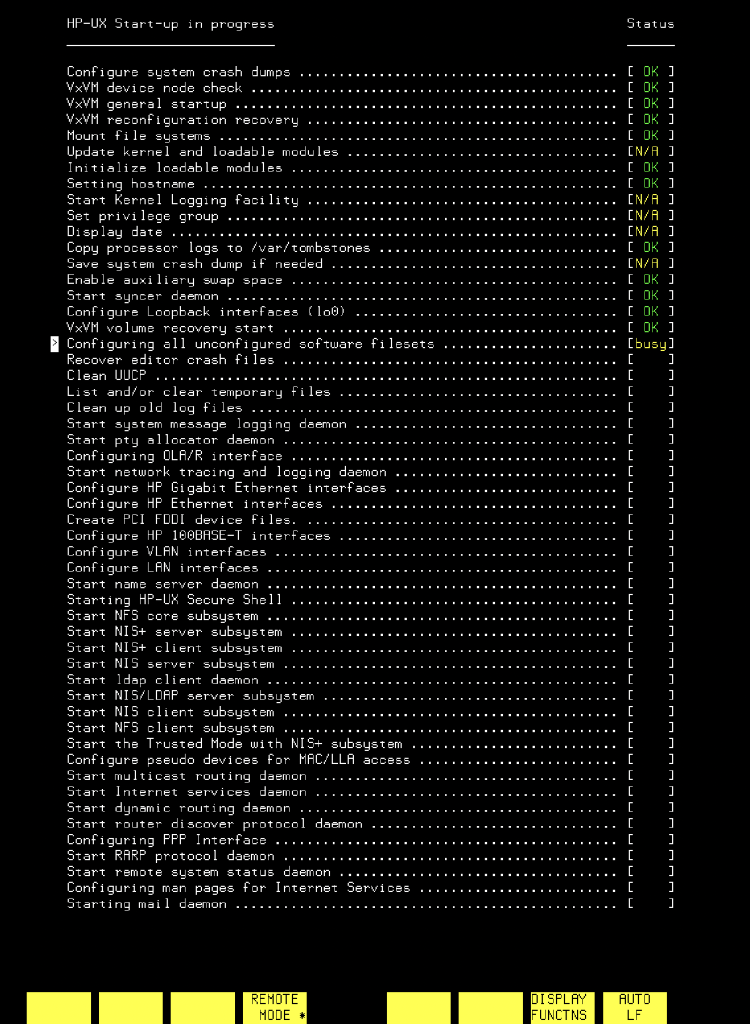 HP-UX Start-up in progress Status
Configure system crash dumps ........................................ [ OK ]
VxVM device node check .............................................. [ OK ]
VxVM general startup ................................................ [ OK ]
VxVM reconfiguration recovery ....................................... [ OK ]
Mount file systems .................................................. [ OK ]
Update kernel and loadable modules .................................. [N/A ]
Initialize loadable modules ......................................... [ OK ]
Setting hostname .................................................... [ OK ]
Start Kernel Logging facility ....................................... [N/A ]
Set privilege group ................................................. [N/A ]
Display date ........................................................ [N/A ]
Copy processor logs to /var/tombstones .............................. [ OK ]
Save system crash dump if needed .................................... [N/A ]
Enable auxiliary swap space ......................................... [ OK ]
Start syncer daemon ................................................. [ OK ]
Configure Loopback interfaces (lo0) ................................. [ OK ]
VxVM volume recovery start .......................................... [ OK ]
> Configuring all unconfigured software filesets ....................... [busy]
Recover editor crash files .......................................... [    ]
Clean UUCP .......................................................... [    ]
List and/or clear temporary files ................................... [    ]
Clean up old log files .............................................. [    ]
Start system message logging daemon ................................. [    ]
Start pty allocator daemon .......................................... [    ]
Configuring OLA/R interface ......................................... [    ]
Start network tracing and logging daemon ............................ [    ]
Configure HP Gigabit Ethernet interfaces ............................ [    ]
Configure HP Ethernet interfaces .................................... [    ]
Create PCI FDDI device files. ....................................... [    ]
Configure HP 100BASE-T interfaces ................................... [    ]
Configure VLAN interfaces ........................................... [    ]
Configure LAN interfaces ............................................ [    ]
Start name server daemon ............................................ [    ]
Starting HP-UX Secure Shell ......................................... [    ]
Start NFS core subsystem ............................................ [    ]
Start NIS+ server subsystem ......................................... [    ]
Start NIS+ client subsystem ......................................... [    ]
Start NIS server subsystem .......................................... [    ]
Start ldap client daemon ............................................ [    ]
Start NIS/LDAP server subsystem ..................................... [    ]
Start NIS client subsystem .......................................... [    ]
Start NFS client subsystem .......................................... [    ]
Start the Trusted Mode with NIS+ subsystem .......................... [    ]
Configure pseudo devices for MAC/LLA access ......................... [    ]
Start multicast routing daemon ...................................... [    ]
Start Internet services daemon ...................................... [    ]
Start dynamic routing daemon ........................................ [    ]
Start router discover protocol daemon ............................... [    ]
Configuring PPP Interface ........................................... [    ]
Start RARP protocol daemon .......................................... [    ]
Start remote system status daemon ................................... [    ]
Configuring man pages for Internet Services ......................... [    ]
Starting mail daemon ................................................ [    ]
REMOTE DISPLAY AUTO
MODE * FUNCTNS LF